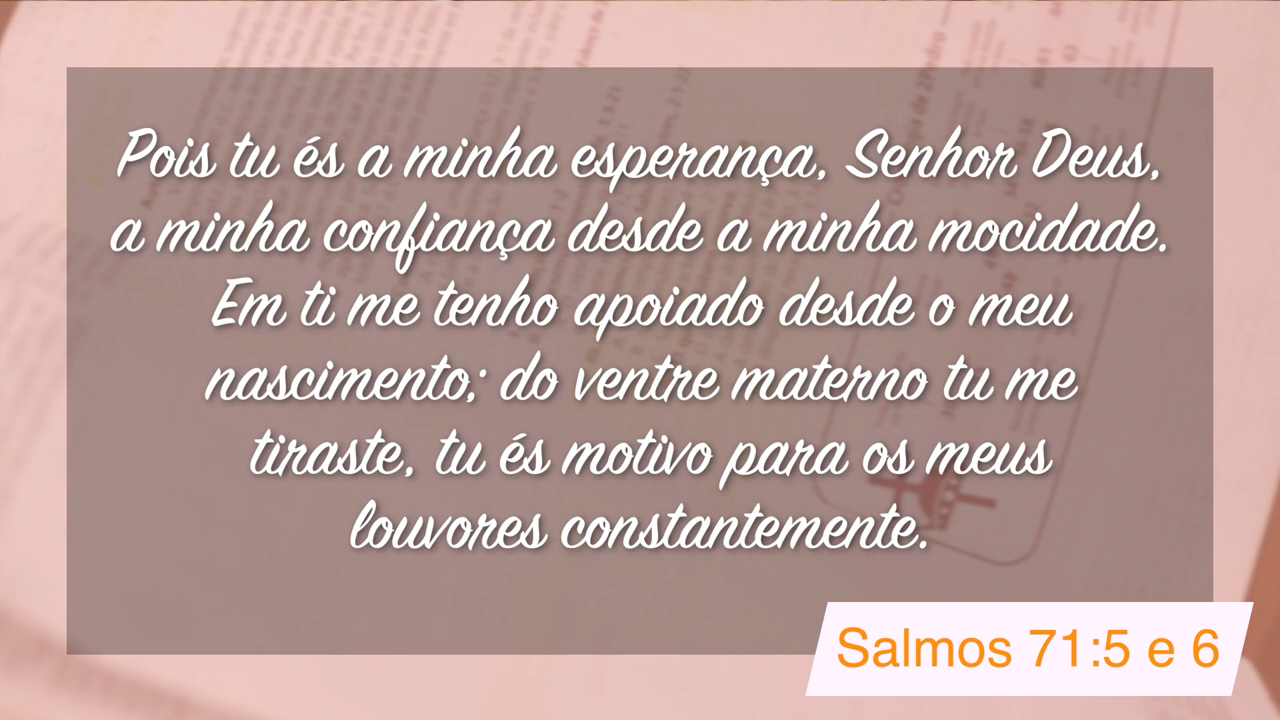 Pois tu és a minha esperança, Senhor Deus,
a minha confiança desde a minha mocidade.
Em ti me tenho apoiado desde o meu
nascimento; do ventre materno tu me
tiraste, tu és motivo para os meus
louvores constantemente.
Salmos 71:5 e 6